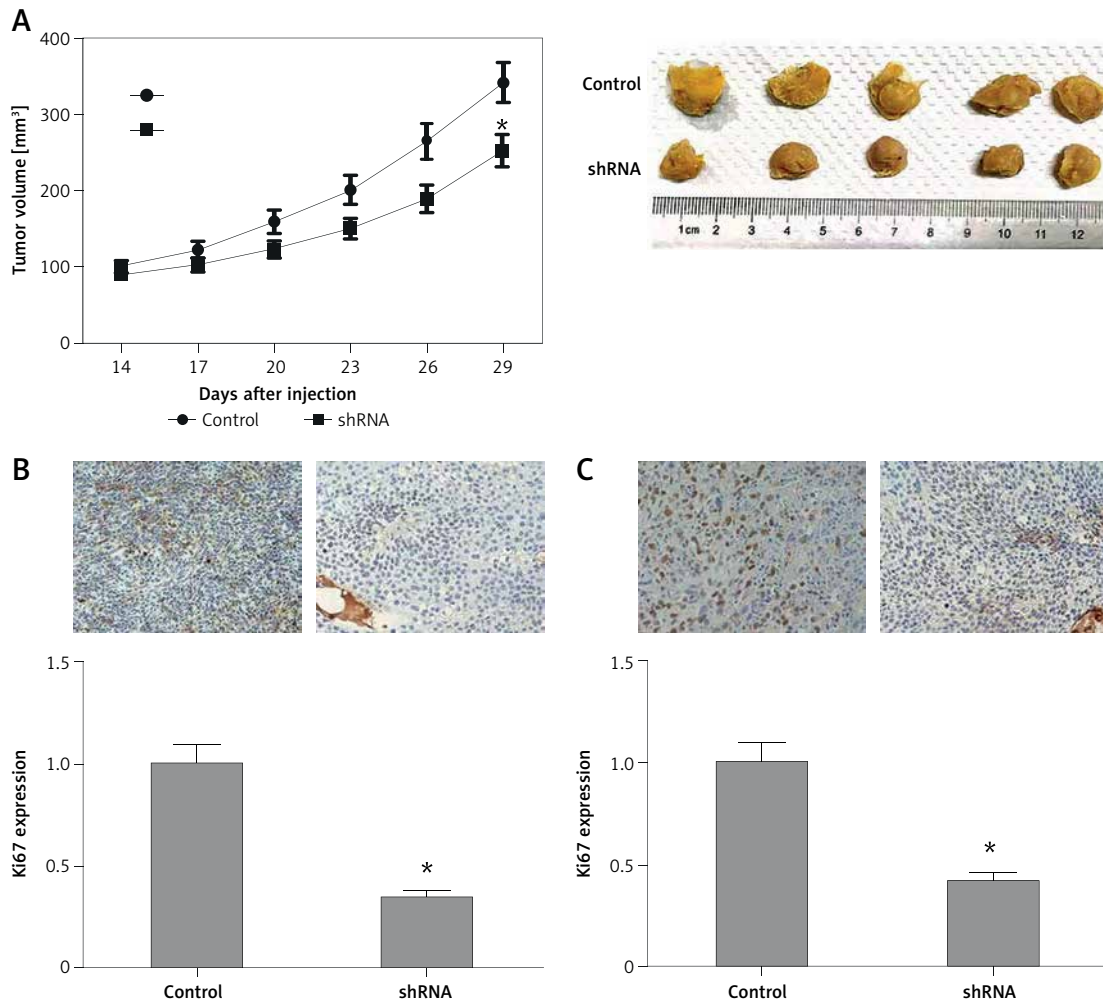 A
400
300
200
100
0
Tumor volume [mm³]
*
14 17 20 23 26 29
Days after injection
Control shRNA
Control
shRNA
1 cm 2 3 4 5 6 7 8 9 10 11 12
B
1.5
1.0
0.5
0
Ki67 expression
*
Control shRNA
C
1.5
1.0
0.5
0
Ki67 expression
*
Control shRNA